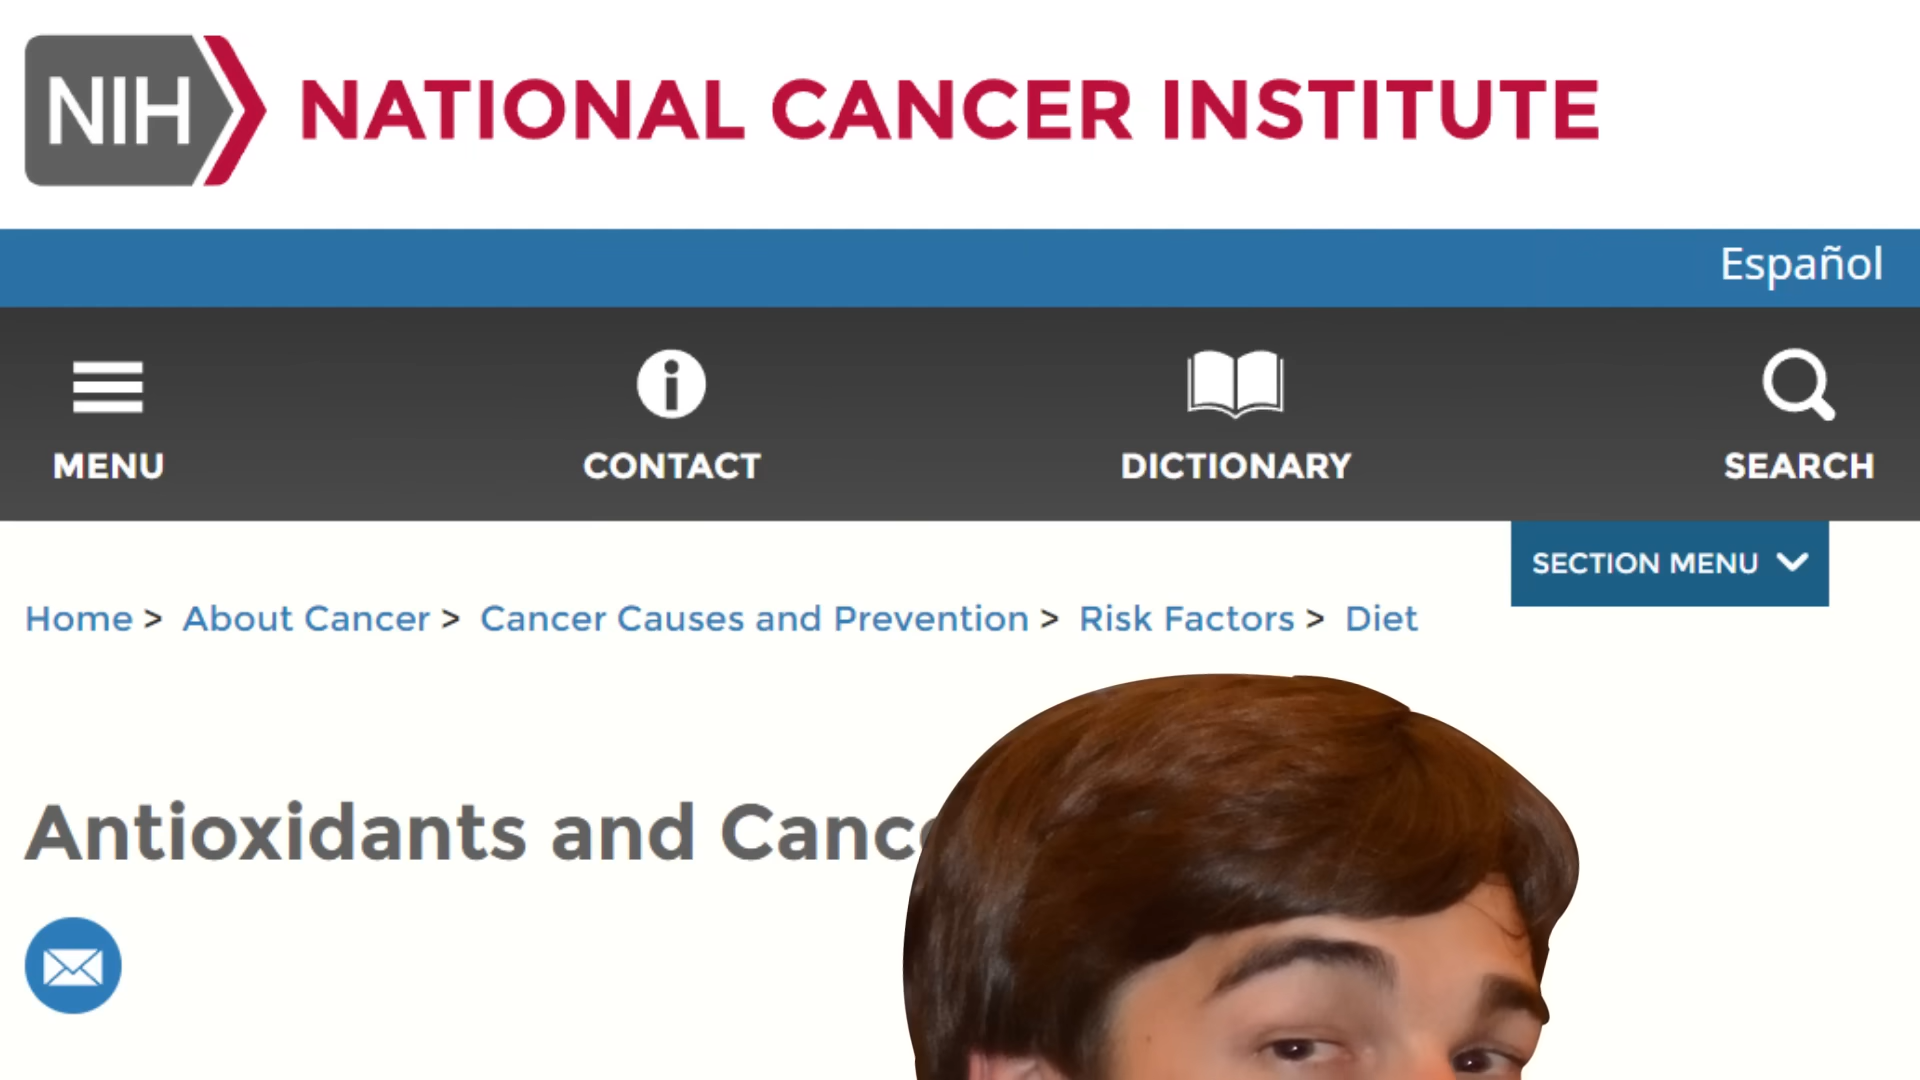 NIH NATIONAL CANCER INSTITUTE
Español
MENU CONTACT DICTIONARY SEARCH
SECTION MENU
Home > About Cancer > Cancer Causes and Prevention > Risk Factors > Diet
Antioxidants and